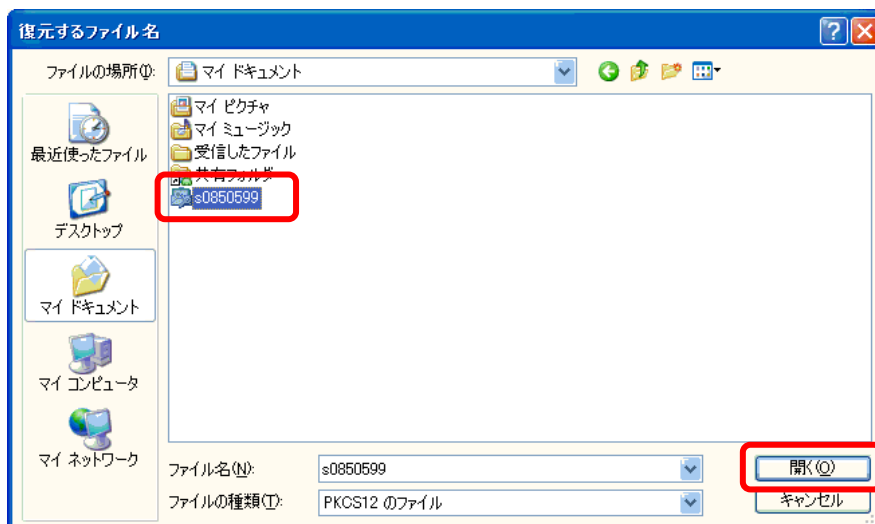 復元するファイル名
ファイルの場所(I):
マイ ドキュメント
マイ ピクチャ
マイ ミュージック
受信したファイル
共有フォルダ
s0850599
最近使ったファイル
デスクトップ
マイ ドキュメント
マイ コンピュータ
マイ ネットワーク
ファイル名(N):
s0850599
開く(O)
ファイルの種類(T):
PKCS12 のファイル
キャンセル